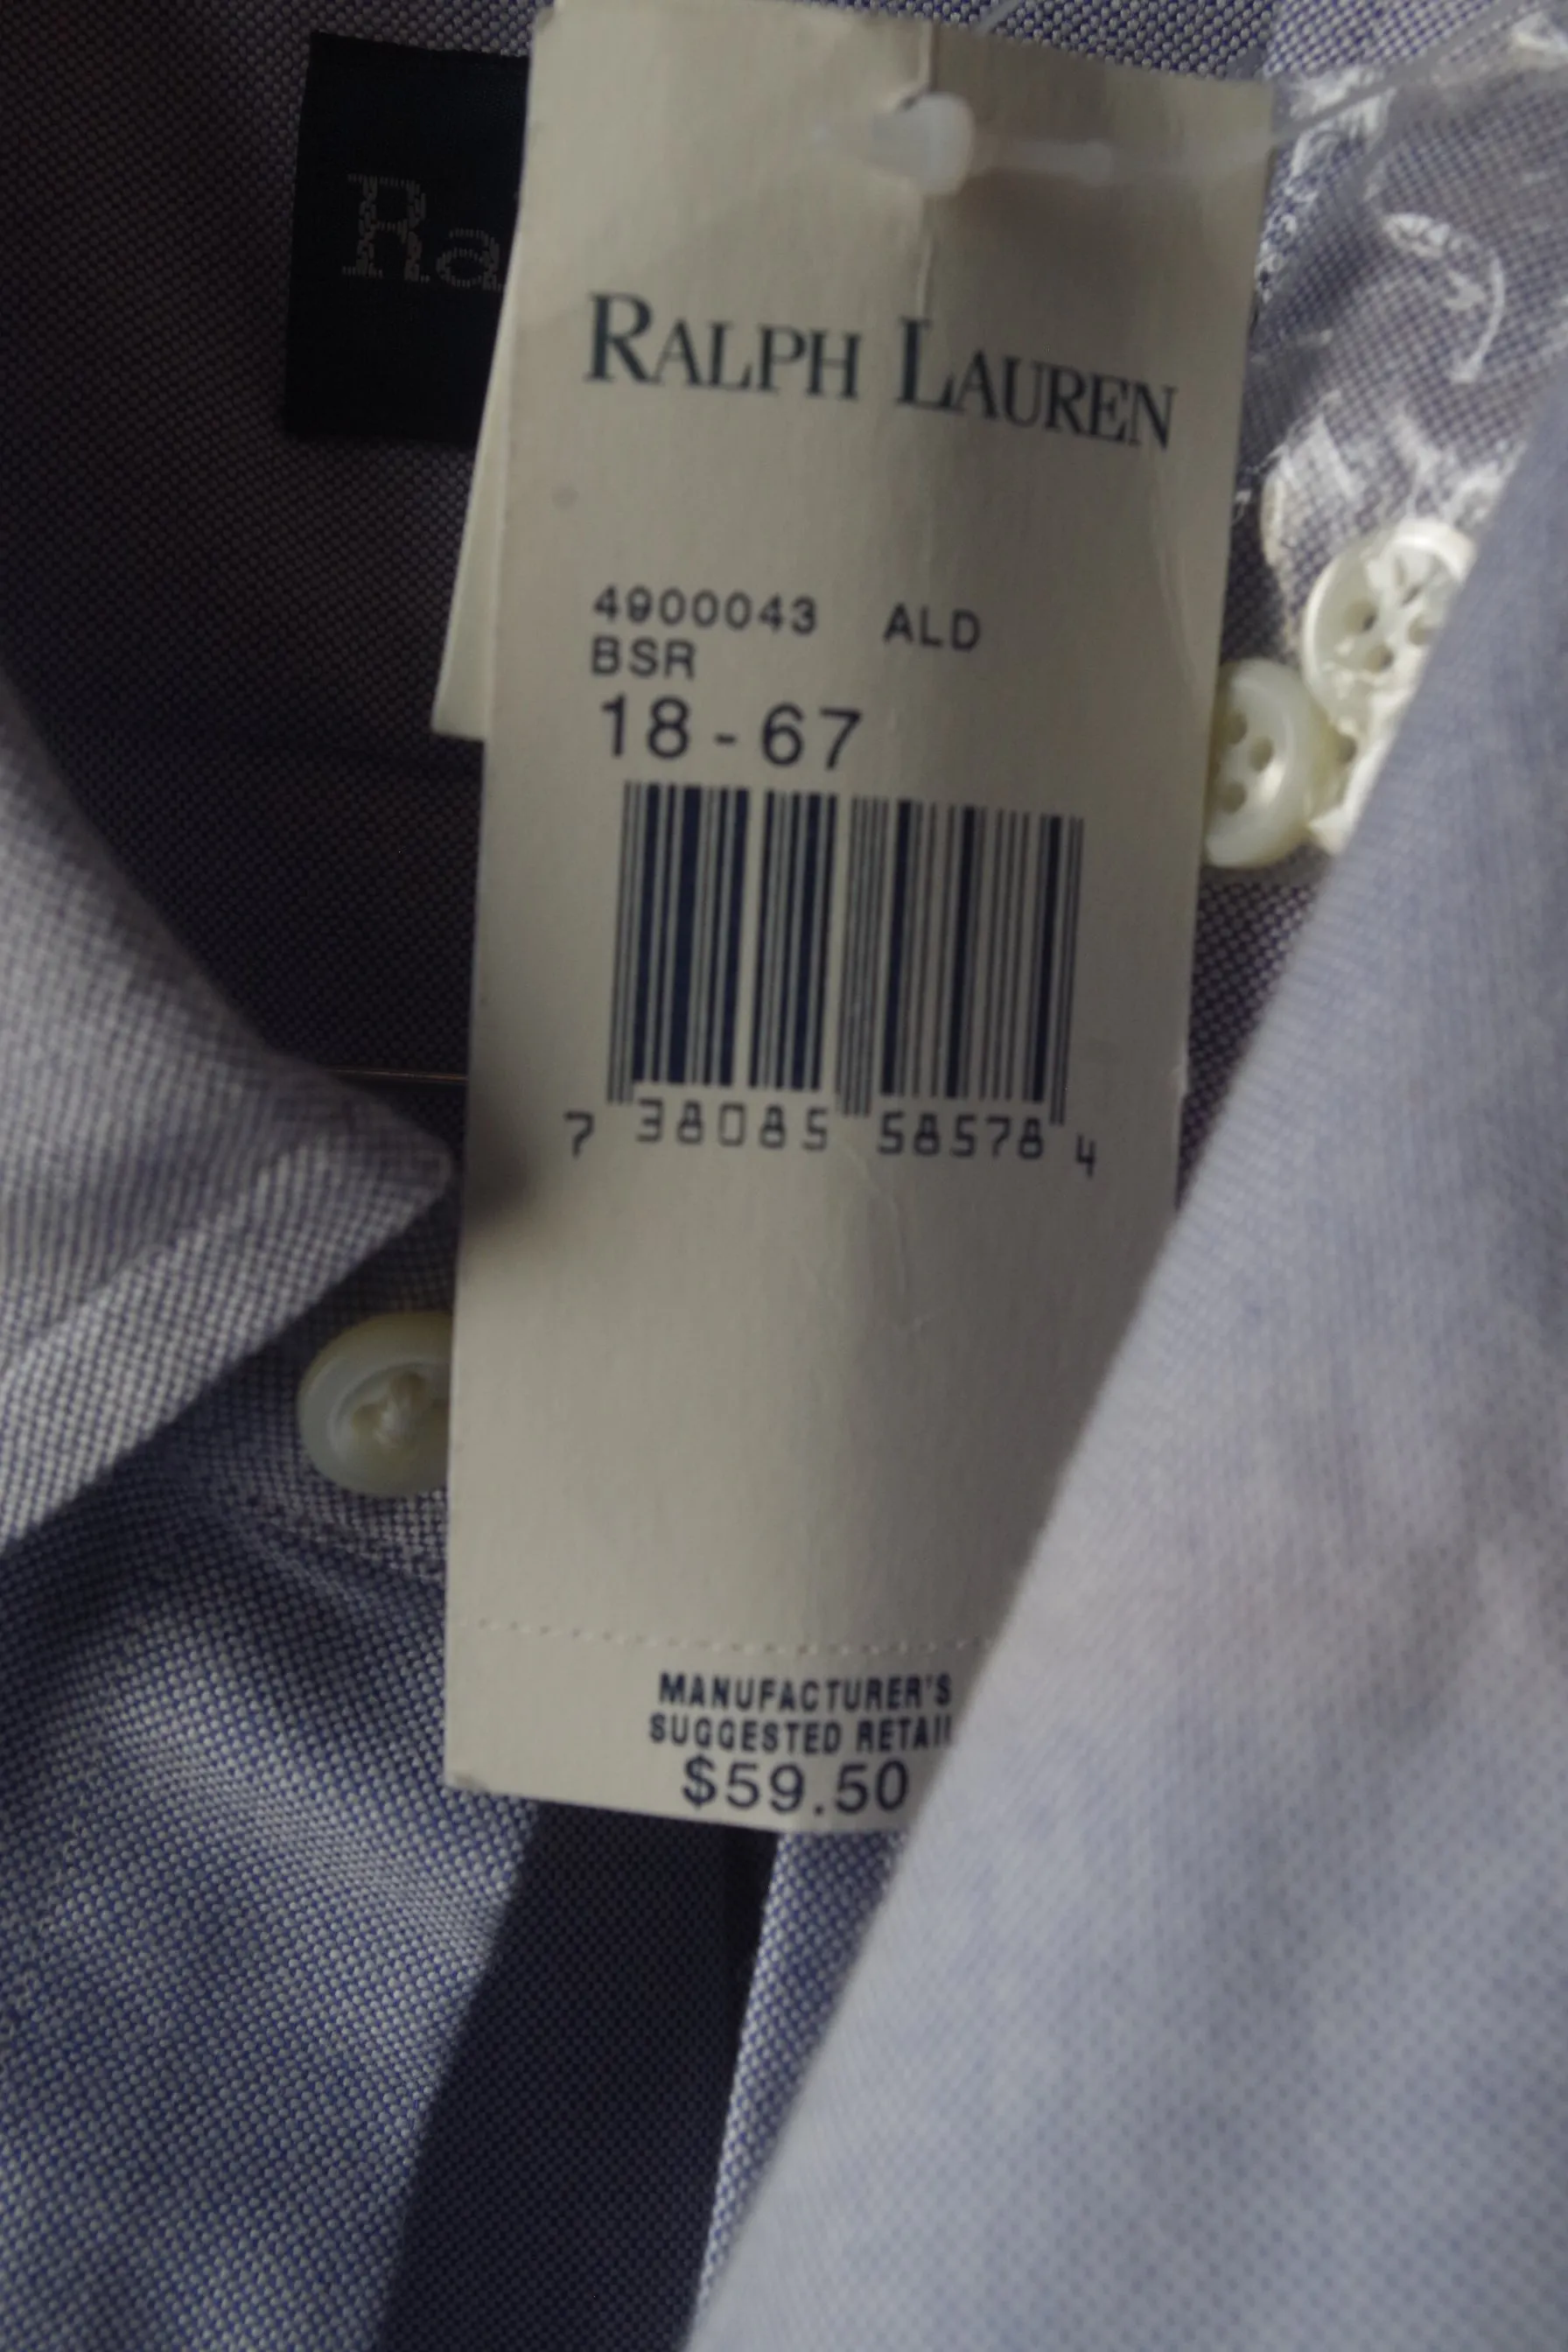 Ra
RALPH LAUREN
4900043 ALD
BSR
18-67
7 38085 58578 4
MANUFACTURER'S
SUGGESTED RETAIL
$59.50